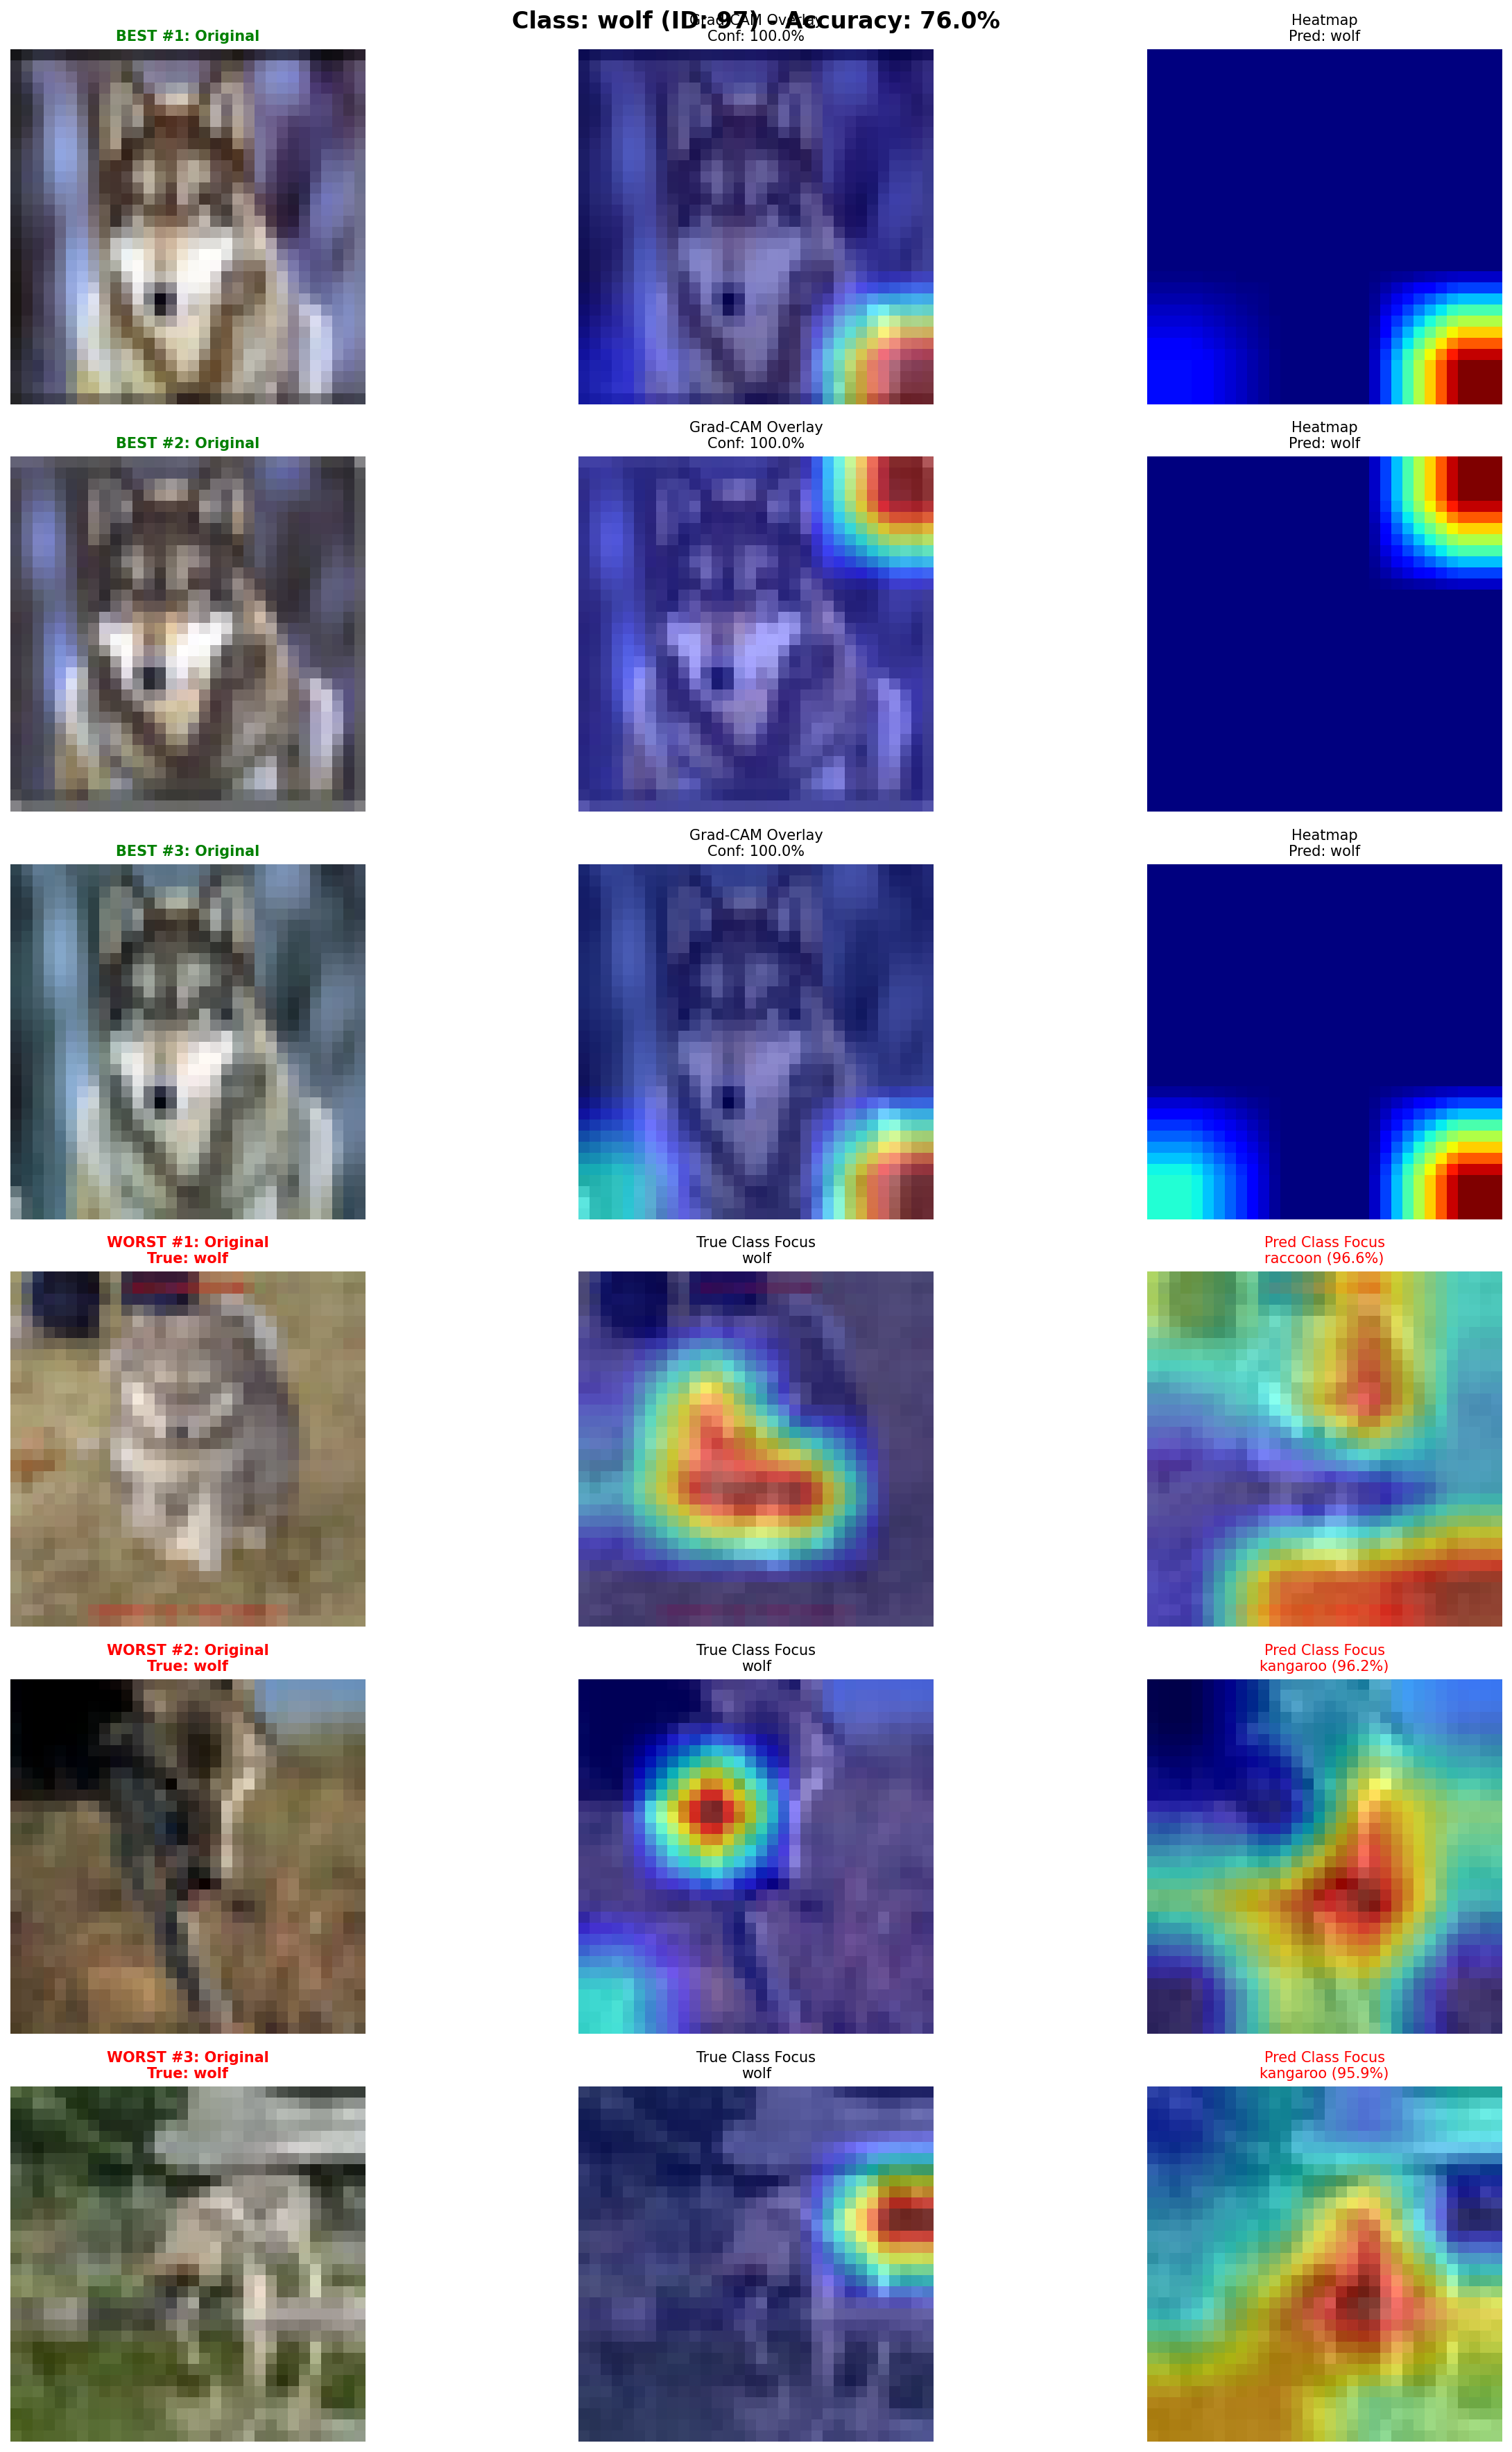 Class: wolf (ID: 97) - Accuracy: 76.0%
BEST #1: Original
Grad-CAM Overlay
Conf: 100.0%
Heatmap
Pred: wolf
BEST #2: Original
Grad-CAM Overlay
Conf: 100.0%
Heatmap
Pred: wolf
BEST #3: Original
Grad-CAM Overlay
Conf: 100.0%
Heatmap
Pred: wolf
WORST #1: Original
True: wolf
True Class Focus
wolf
Pred Class Focus
raccoon (96.6%)
WORST #2: Original
True: wolf
True Class Focus
wolf
Pred Class Focus
kangaroo (96.2%)
WORST #3: Original
True: wolf
True Class Focus
wolf
Pred Class Focus
kangaroo (95.9%)